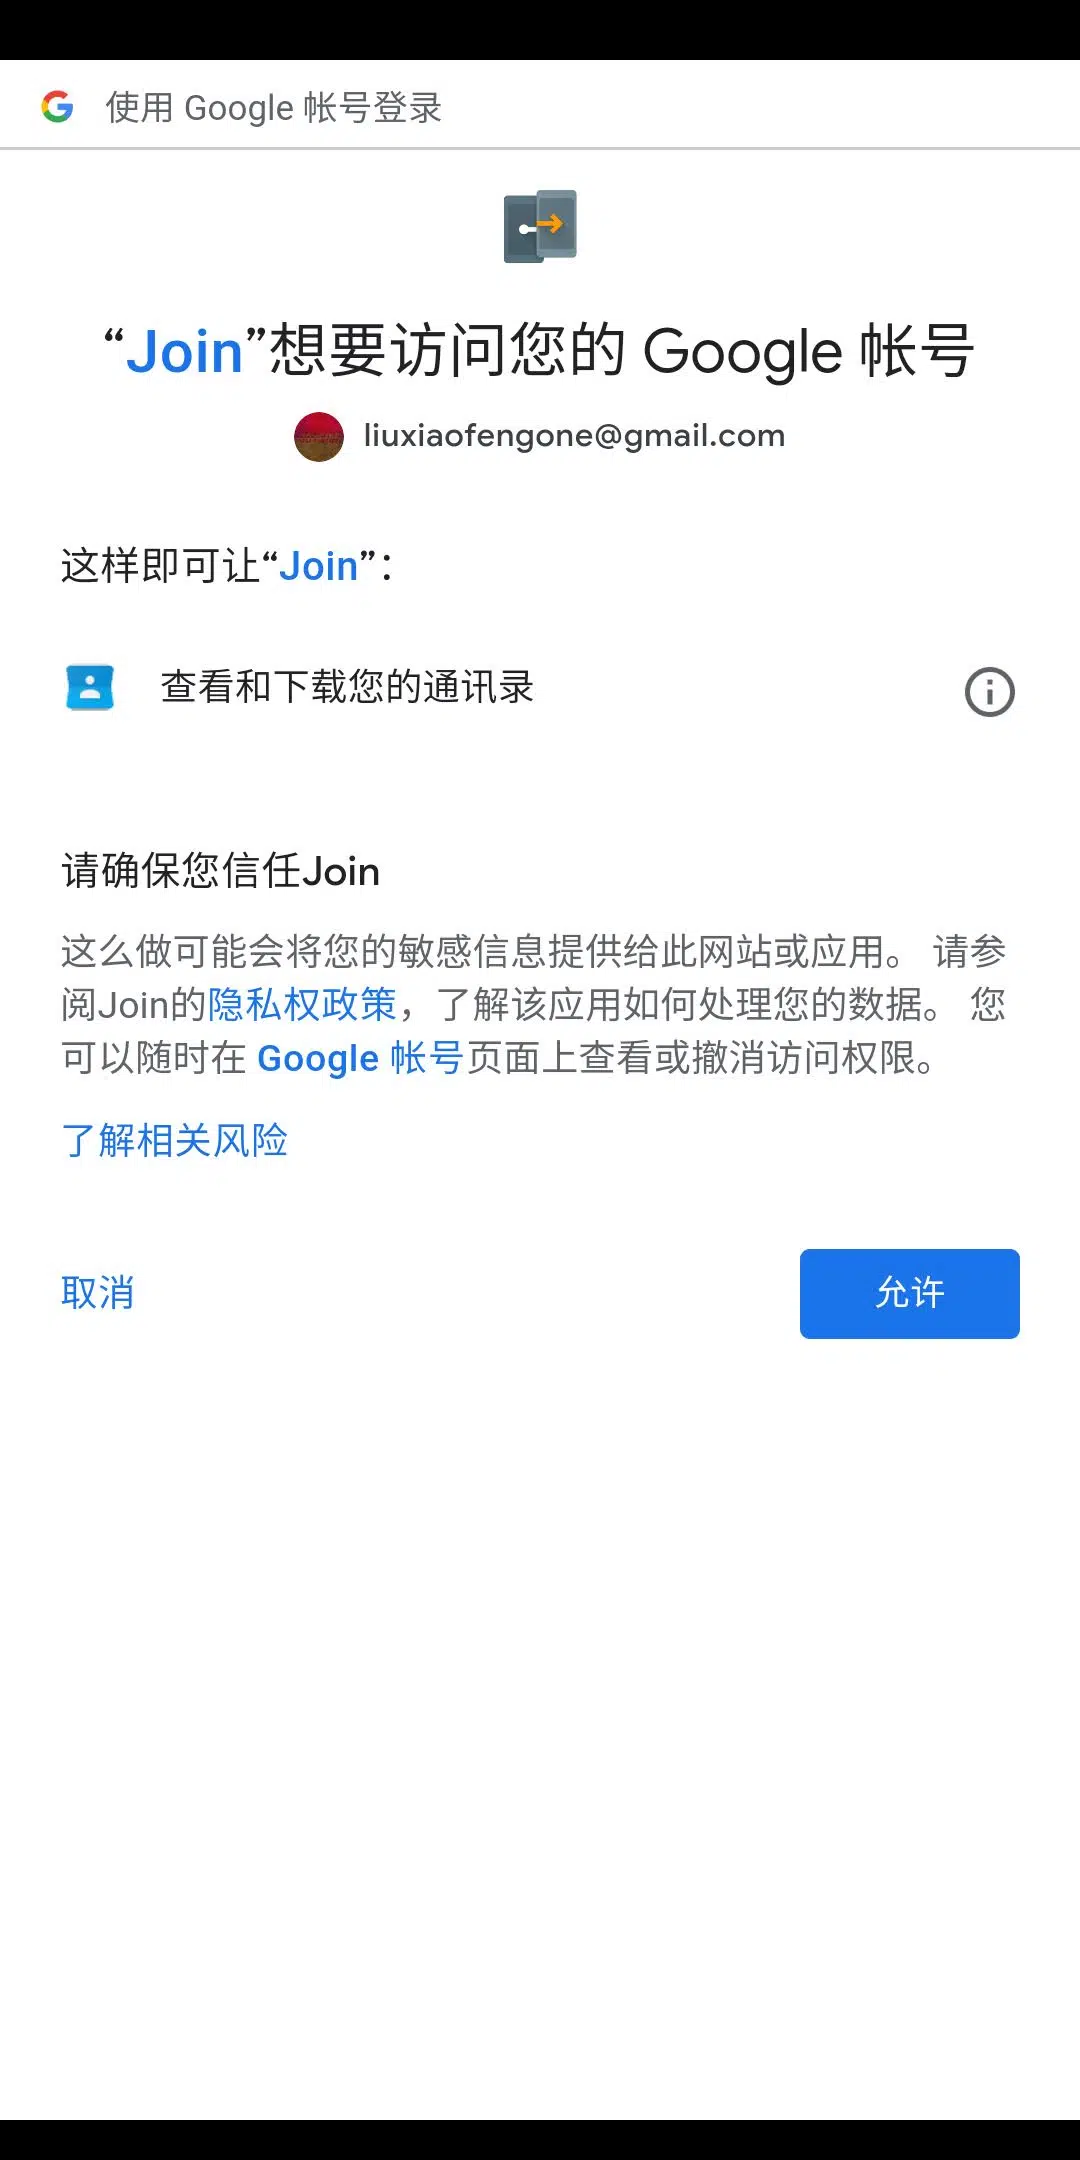 使用 Google 帐号登录
“Join”想要访问您的 Google 帐号
liuxiaofengone@gmail.com
这样即可让“Join”：
查看和下载您的通讯录
请确保您信任Join
这么做可能会将您的敏感信息提供给此网站或应用。 请参
阅Join的隐私权政策，了解该应用如何处理您的数据。 您
可以随时在 Google 帐号页面上查看或撤消访问权限。
了解相关风险
取消
允许